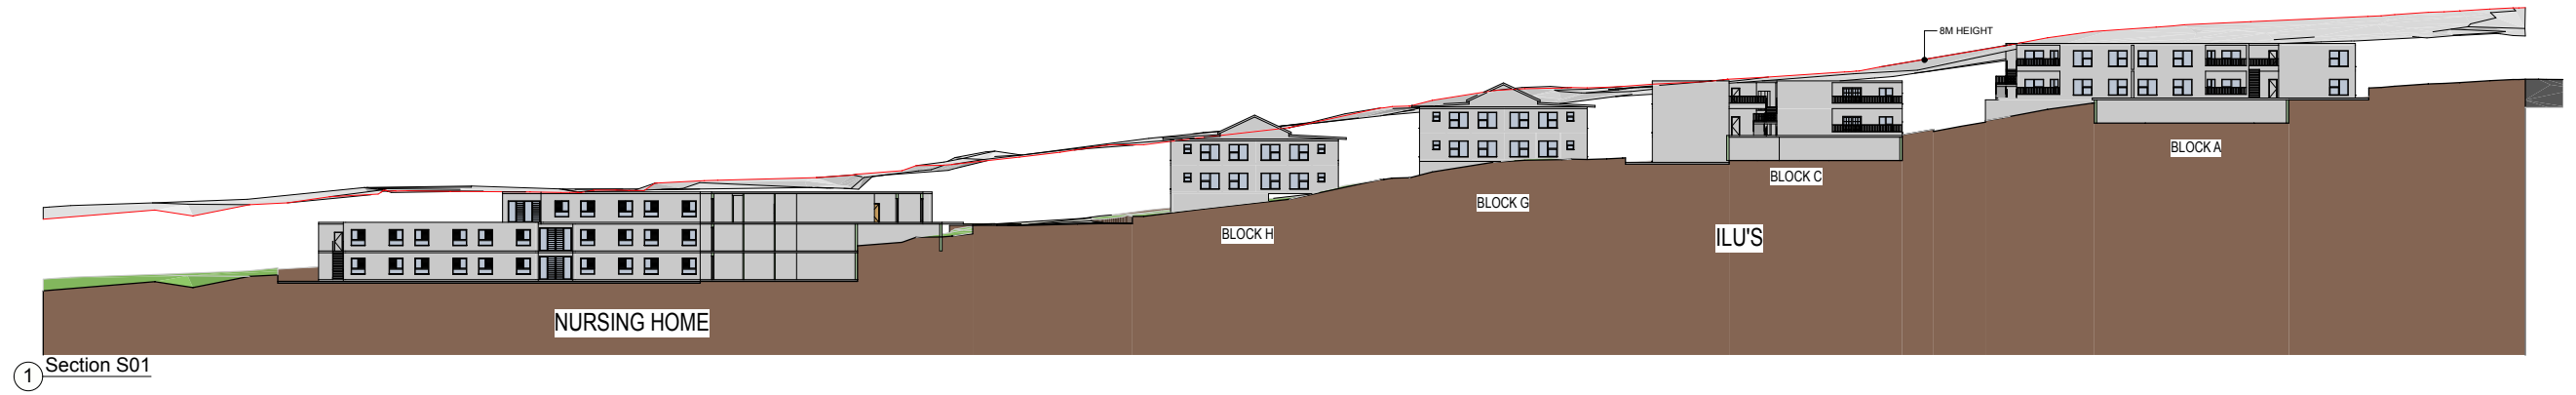 8M HEIGHT
BLOCK A
BLOCK C
BLOCK G
BLOCK H
ILU'S
NURSING HOME
1 Section S01